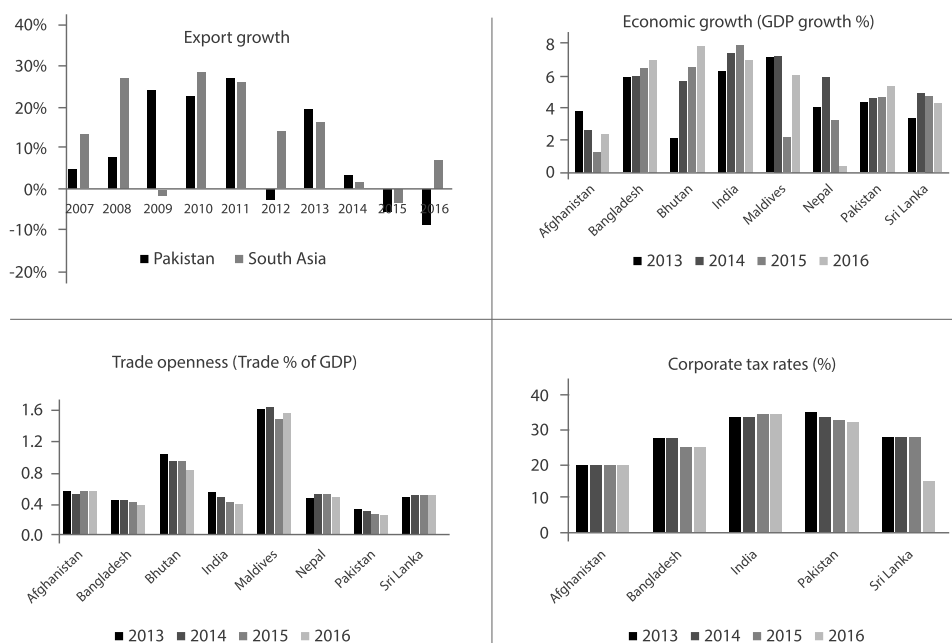 Export growth
40%
30%
20%
10%
0%
-10%
-20%
2007 2008 2009 2010 2011 2012 2013 2014 2015 2016
Pakistan South Asia
Economic growth (GDP growth %)
8
6
4
2
0
Afghanistan Bangladesh Bhutan India Maldives Nepal Pakistan Sri Lanka
2013 2014 2015 2016
Trade openness (Trade % of GDP)
1.6
1.2
0.8
0.4
0.0
Afghanistan Bangladesh Bhutan India Maldives Nepal Pakistan Sri Lanka
2013 2014 2015 2016
Corporate tax rates (%)
40
30
20
10
0
Afghanistan Bangladesh India Pakistan Sri Lanka
2013 2014 2015 2016